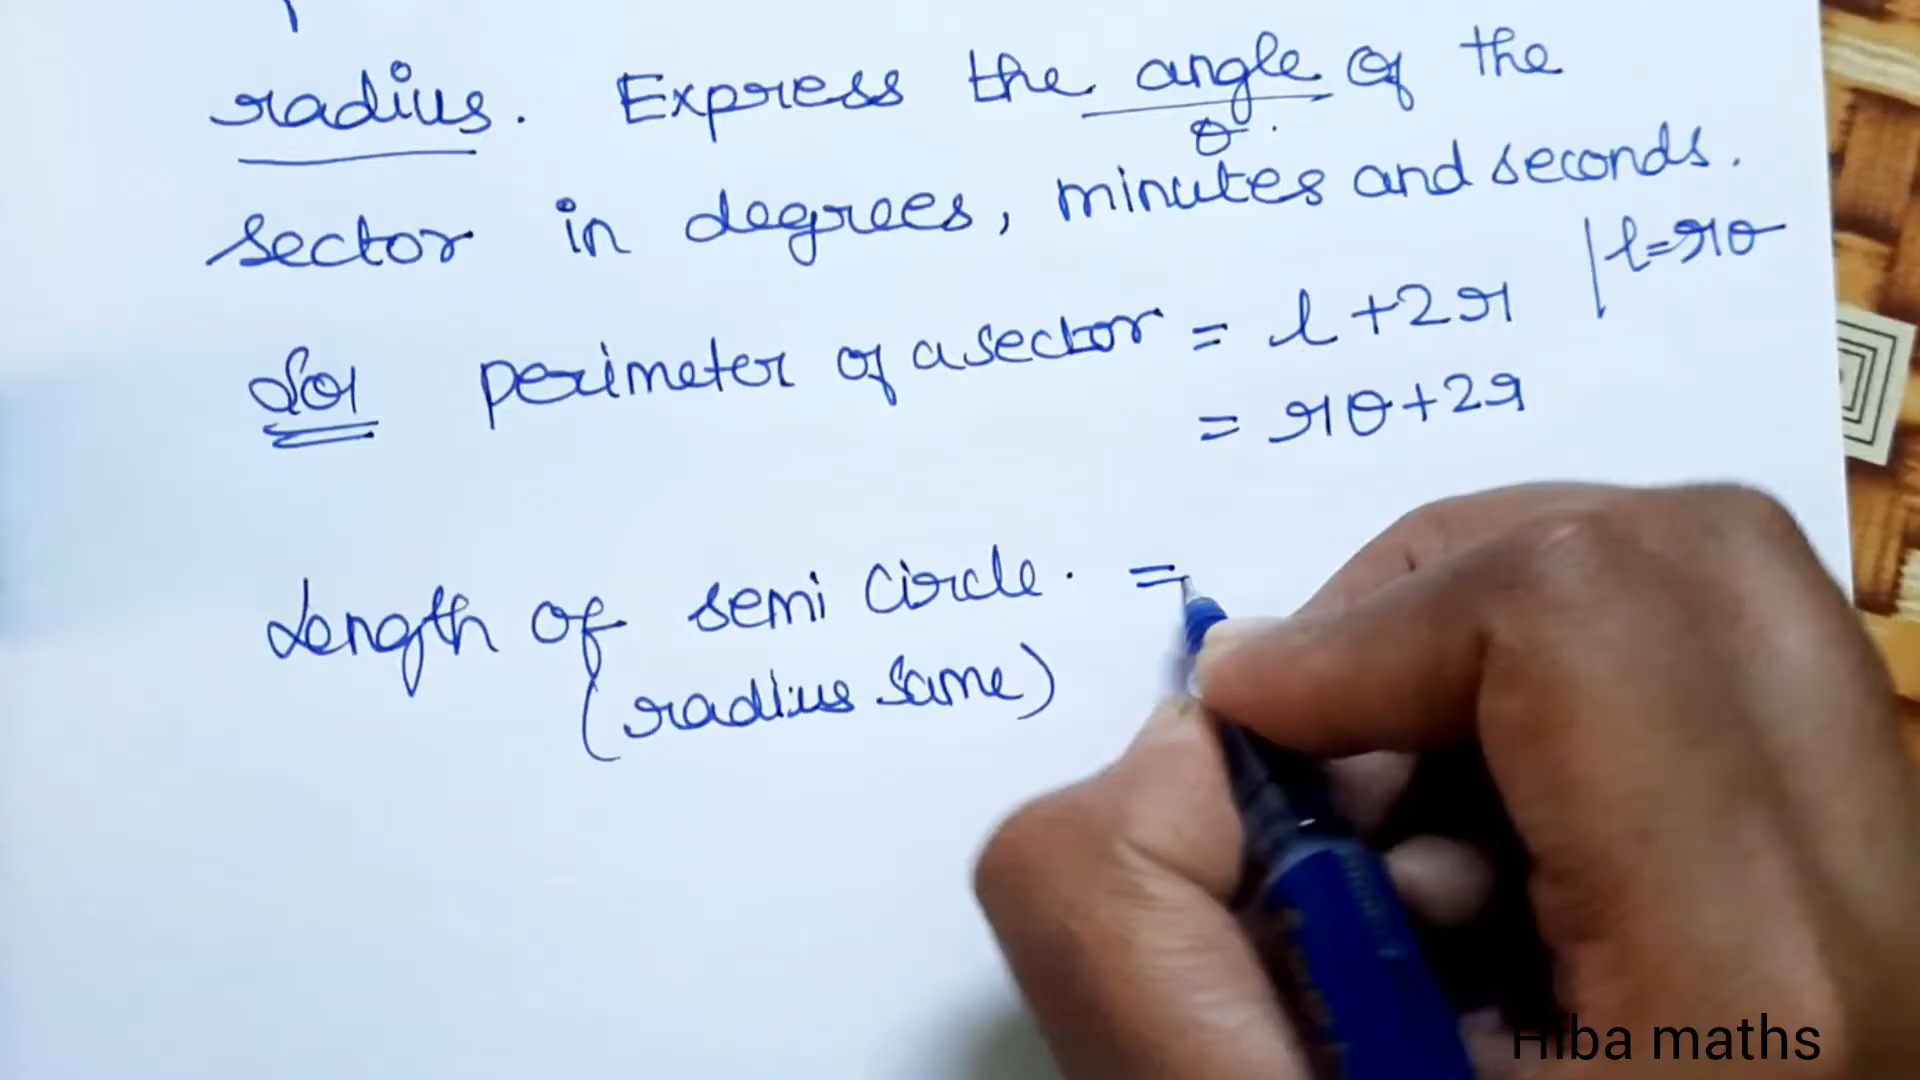 radius. Express the angle of the
θ
sector in degrees, minutes and seconds.
l=rθ
Sol perimeter of a sector = l+2r
= rθ+2r
Length of semi circle. =
(radius same)
Hiba maths